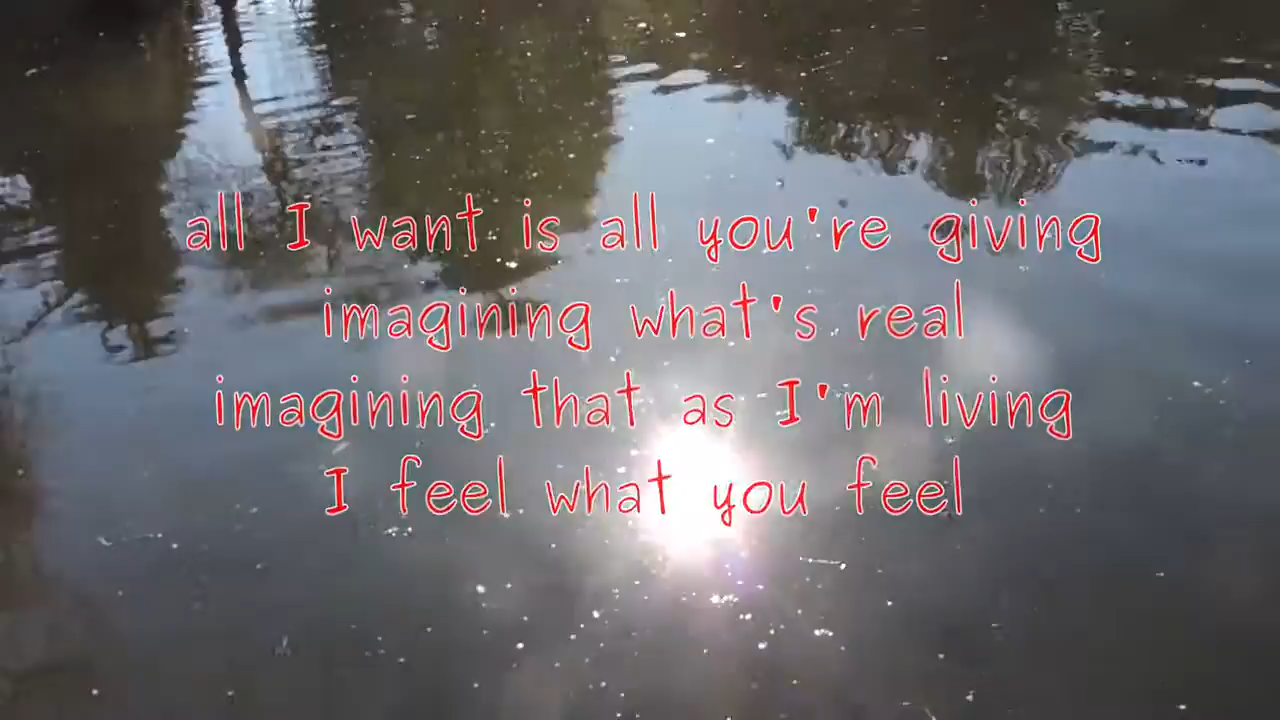 all I want is all you're giving
imagining what's real
imagining that as I'm living
I feel what you feel